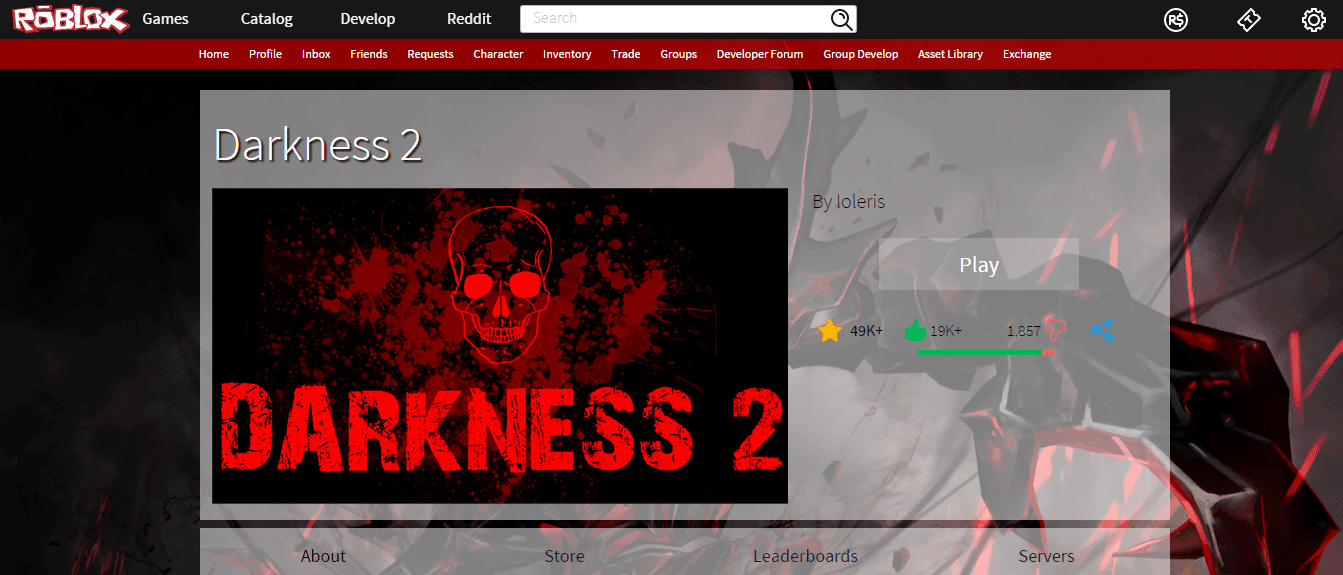 ROBLOX Games Catalog Develop Reddit Search R$ T
Home Profile Inbox Friends Requests Character Inventory Trade Groups Developer Forum Group Develop Asset Library Exchange
Darkness 2
By loleris
Play
49K+ 19K+ 1,857
DARKNESS 2
About Store Leaderboards Servers